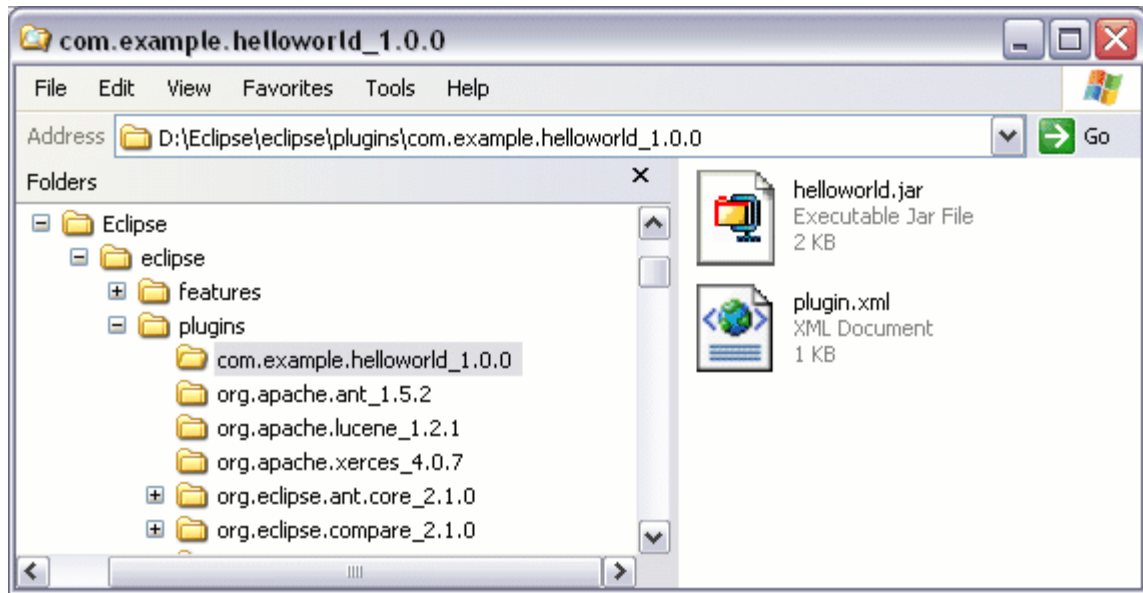 com.example.helloworld_1.0.0
File Edit View Favorites Tools Help
Address D:\Eclipse\eclipse\plugins\com.example.helloworld_1.0.0 Go
Folders
Eclipse
eclipse
features
plugins
com.example.helloworld_1.0.0
org.apache.ant_1.5.2
org.apache.lucene_1.2.1
org.apache.xerces_4.0.7
org.eclipse.ant.core_2.1.0
org.eclipse.compare_2.1.0
helloworld.jar
Executable Jar File
2 KB
plugin.xml
XML Document
1 KB